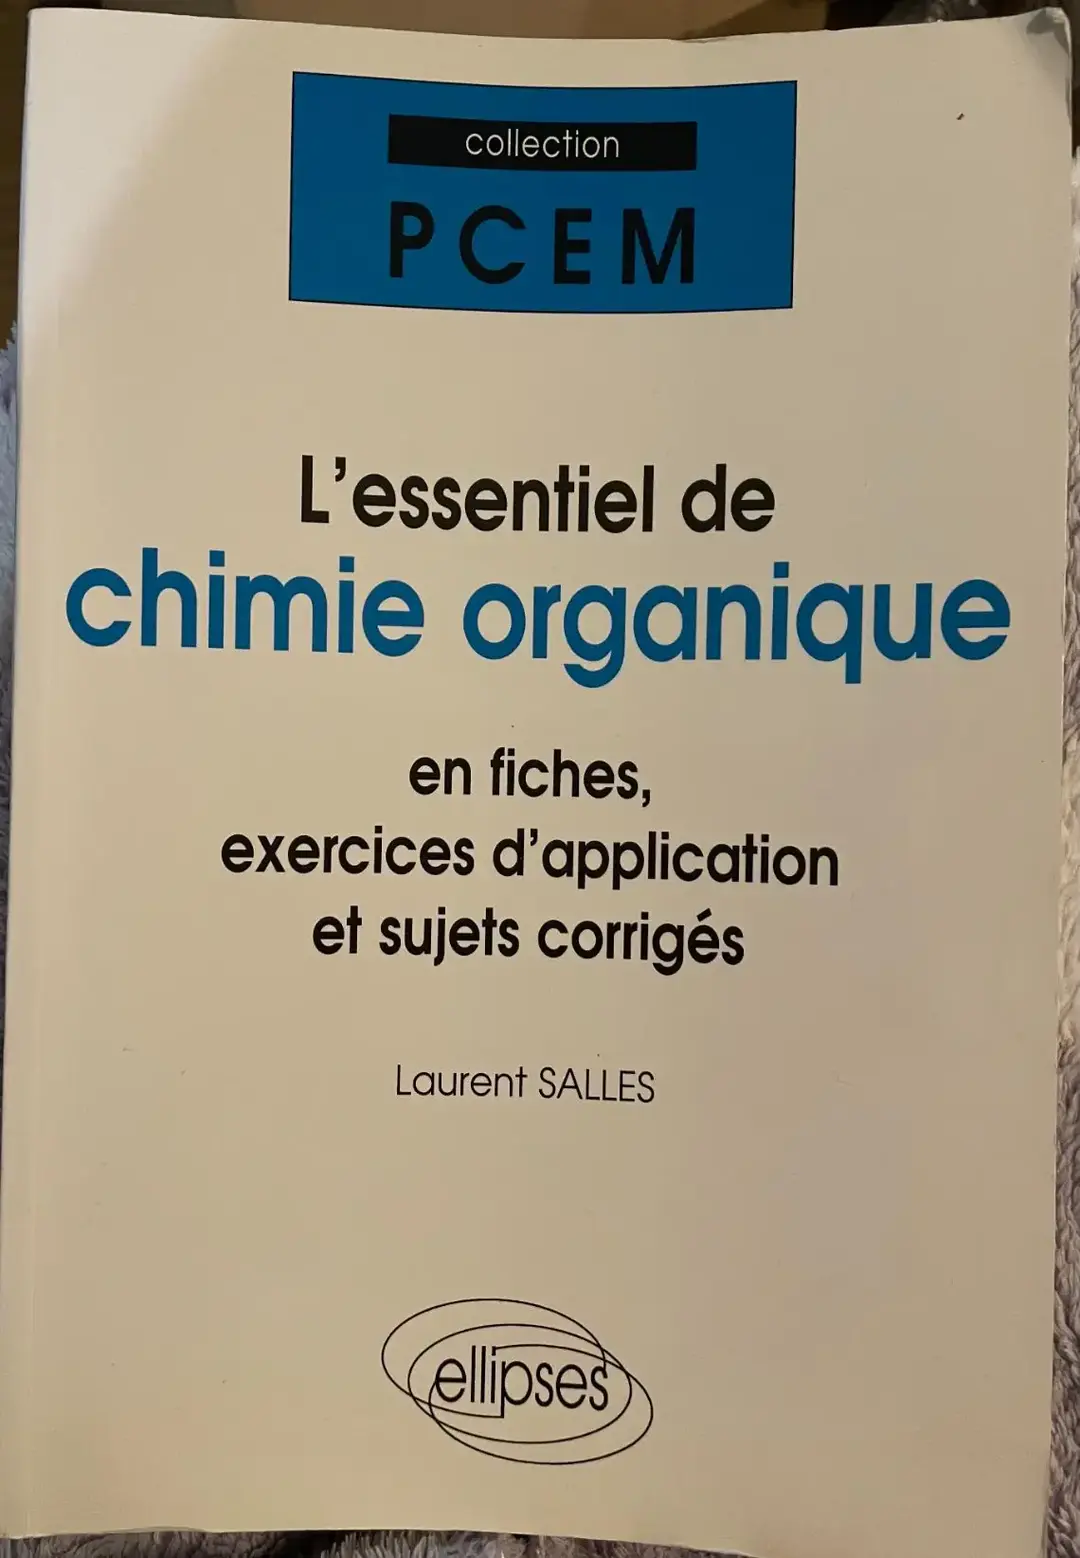 collection
PCEM
L'essentiel de
chimie organique
en fiches,
exercices d'application
et sujets corrigés
Laurent SALLES
ellipses